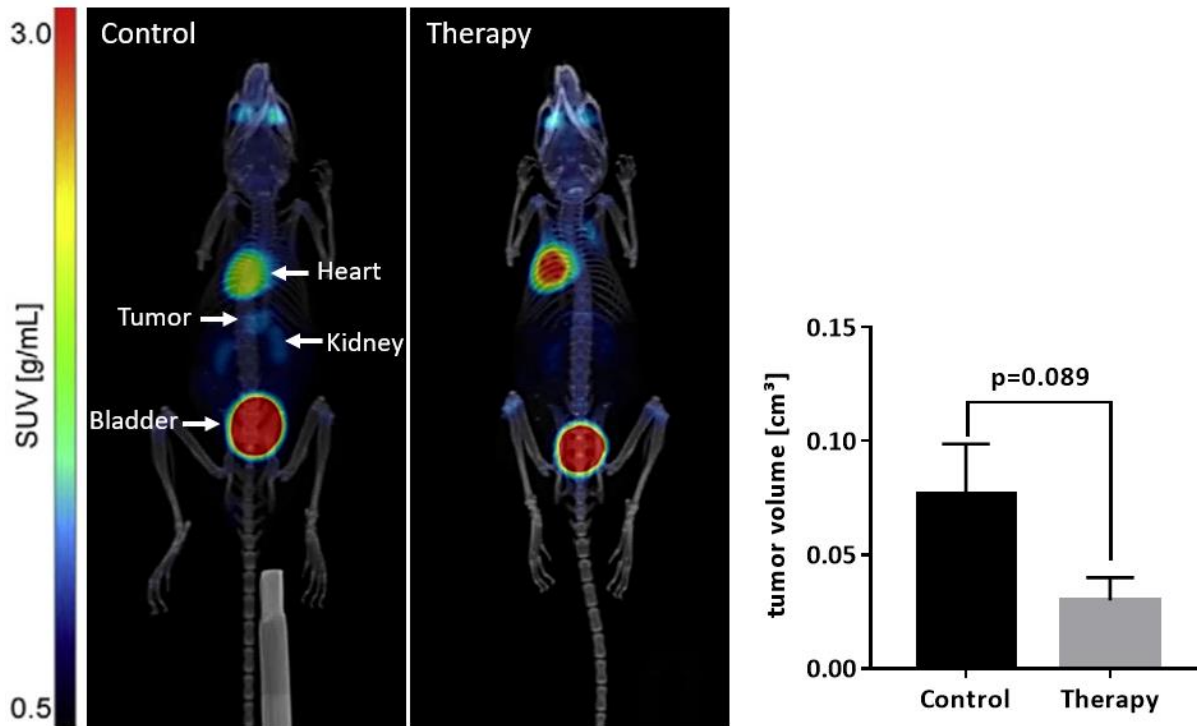 3.0
SUV [g/mL]
0.5
Control
Heart
Tumor
Kidney
Bladder
Therapy
tumor volume [cm³]
0.15
0.10
0.05
0.00
p=0.089
Control
Therapy